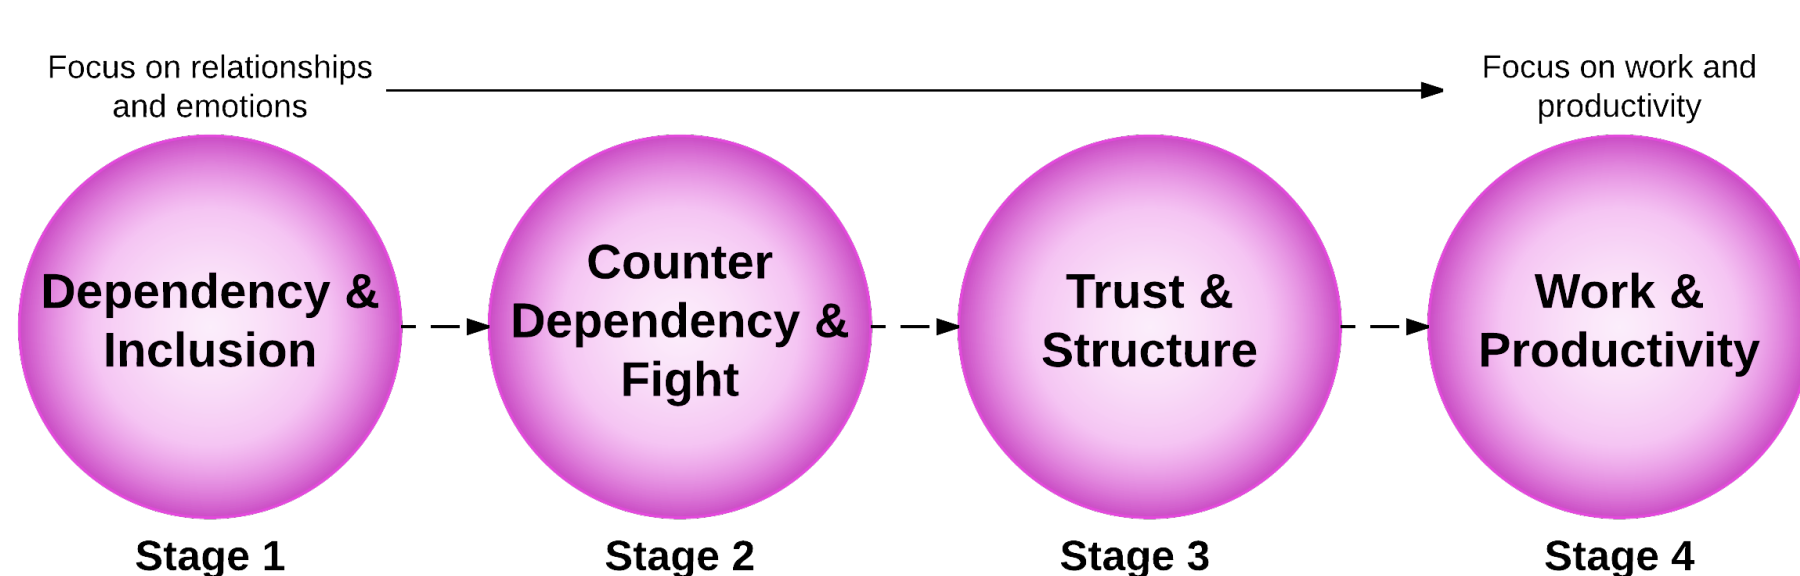 Focus on relationships
and emotions
Focus on work and
productivity
Dependency &
Inclusion
Counter
Dependency &
Fight
Trust &
Structure
Work &
Productivity
Stage 1
Stage 2
Stage 3
Stage 4